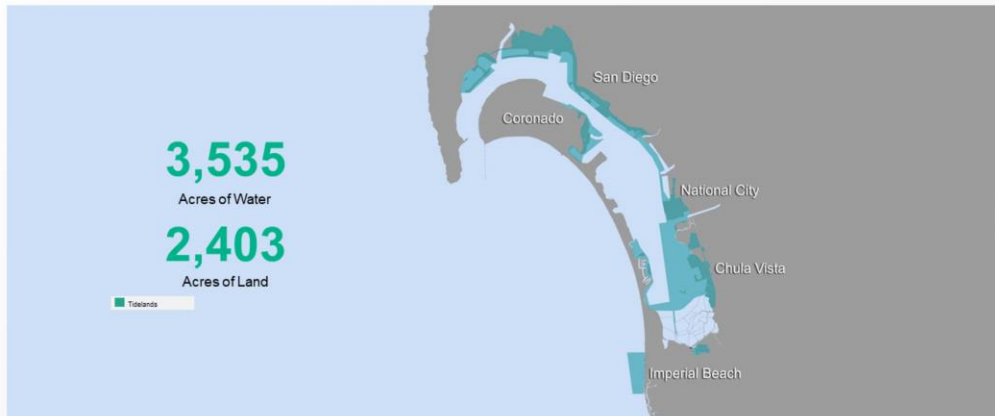 3,535
Acres of Water
2,403
Acres of Land
Tidelands
San Diego
Coronado
National City
Chula Vista
Imperial Beach